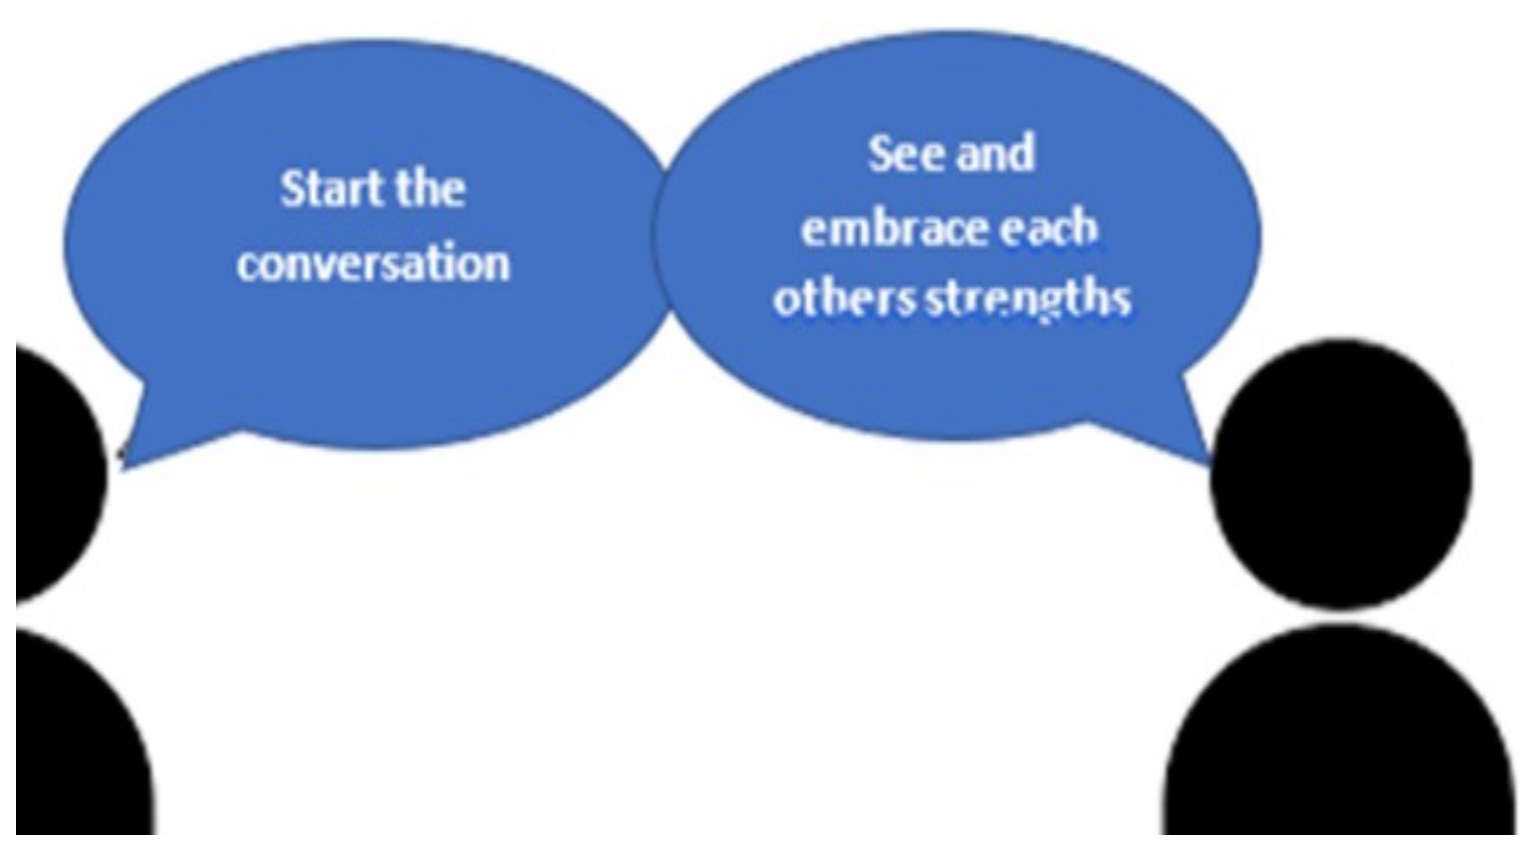 Start the
conversation
See and
embrace each
others strengths